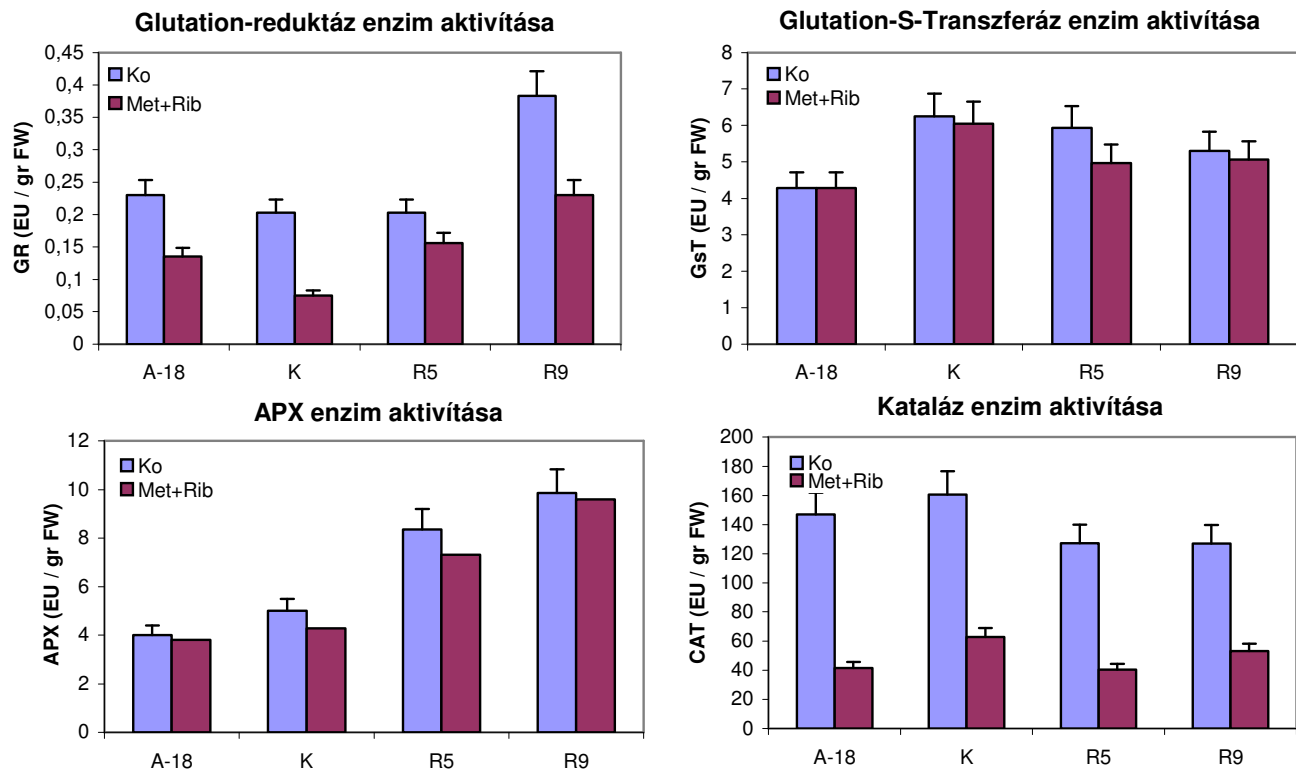 Glutation-reduktáz enzim aktivítása
0,45
0,4
0,35
0,3
0,25
0,2
0,15
0,1
0,05
0
GR (EU / gr FW)
Ko
Met+Rib
A-18 K R5 R9
Glutation-S-Transzferáz enzim aktivítása
8
7
6
5
4
3
2
1
0
GsT (EU / gr FW)
Ko
Met+Rib
A-18 K R5 R9
APX enzim aktivítása
12
10
8
6
4
2
0
APX (EU / gr FW)
Ko
Met+Rib
A-18 K R5 R9
Kataláz enzim aktivítása
200
180
160
140
120
100
80
60
40
20
0
CAT (EU / gr FW)
Ko
Met+Rib
A-18 K R5 R9